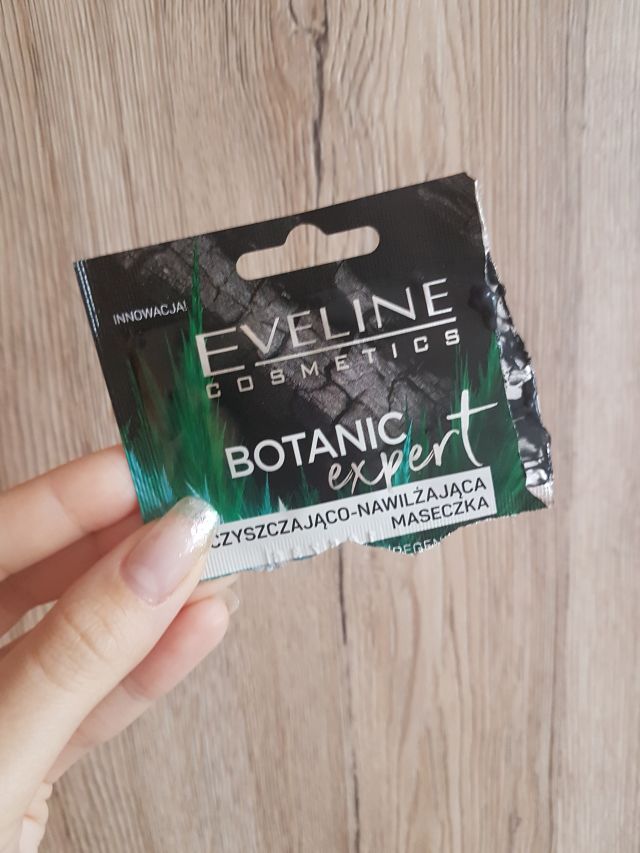 INNOWACJA!
EVELINE
COSMETICS
BOTANIC
expert
CZYSZCZAJĄCO-NAWILŻAJĄCA
MASECZKA